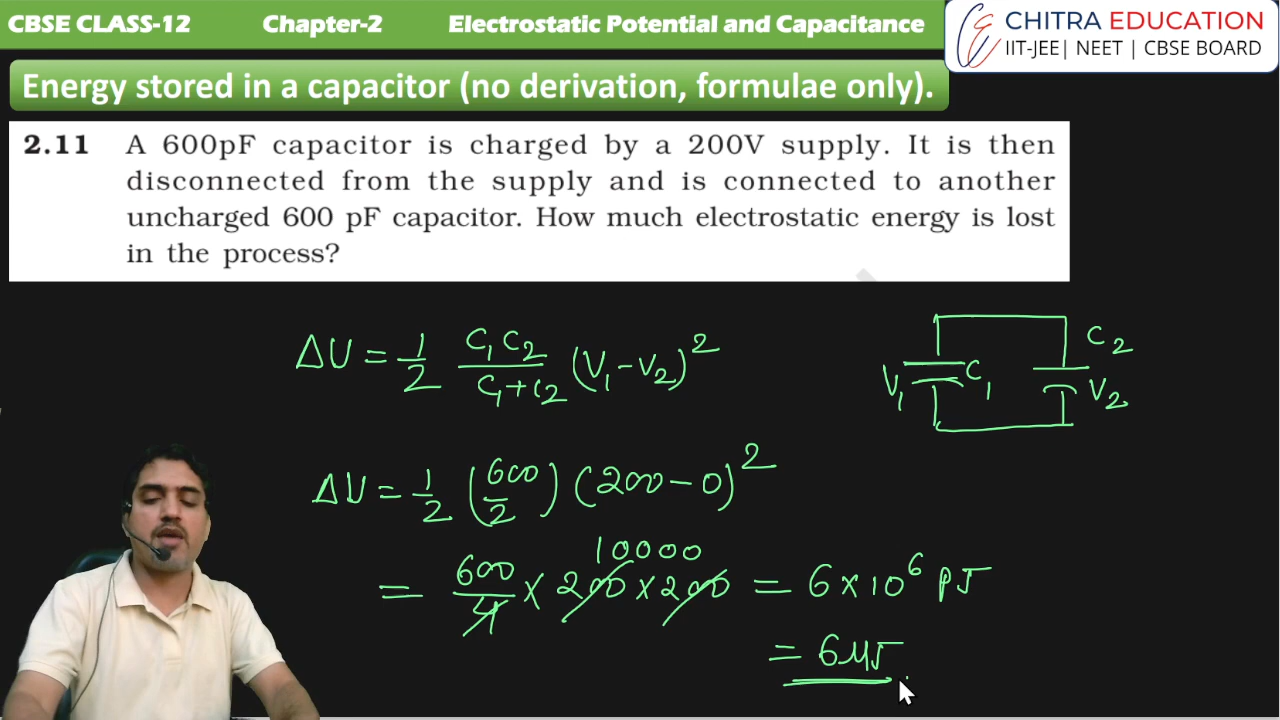 CBSE CLASS-12 Chapter-2 Electrostatic Potential and Capacitance
CHITRA EDUCATION
IIT-JEE| NEET | CBSE BOARD
Energy stored in a capacitor (no derivation, formulae only).
2.11 A 600pF capacitor is charged by a 200V supply. It is then
disconnected from the supply and is connected to another
uncharged 600 pF capacitor. How much electrostatic energy is lost
in the process?
ΔU = 1/2 C₁C₂/(C₁+C₂) (V₁-V₂)²
V₁ C₁ C₂ V₂
ΔU = 1/2 (600/2) (200-0)²
10000
= 600/4 × 200 × 200 = 6 × 10⁶ pJ
= 6μJ